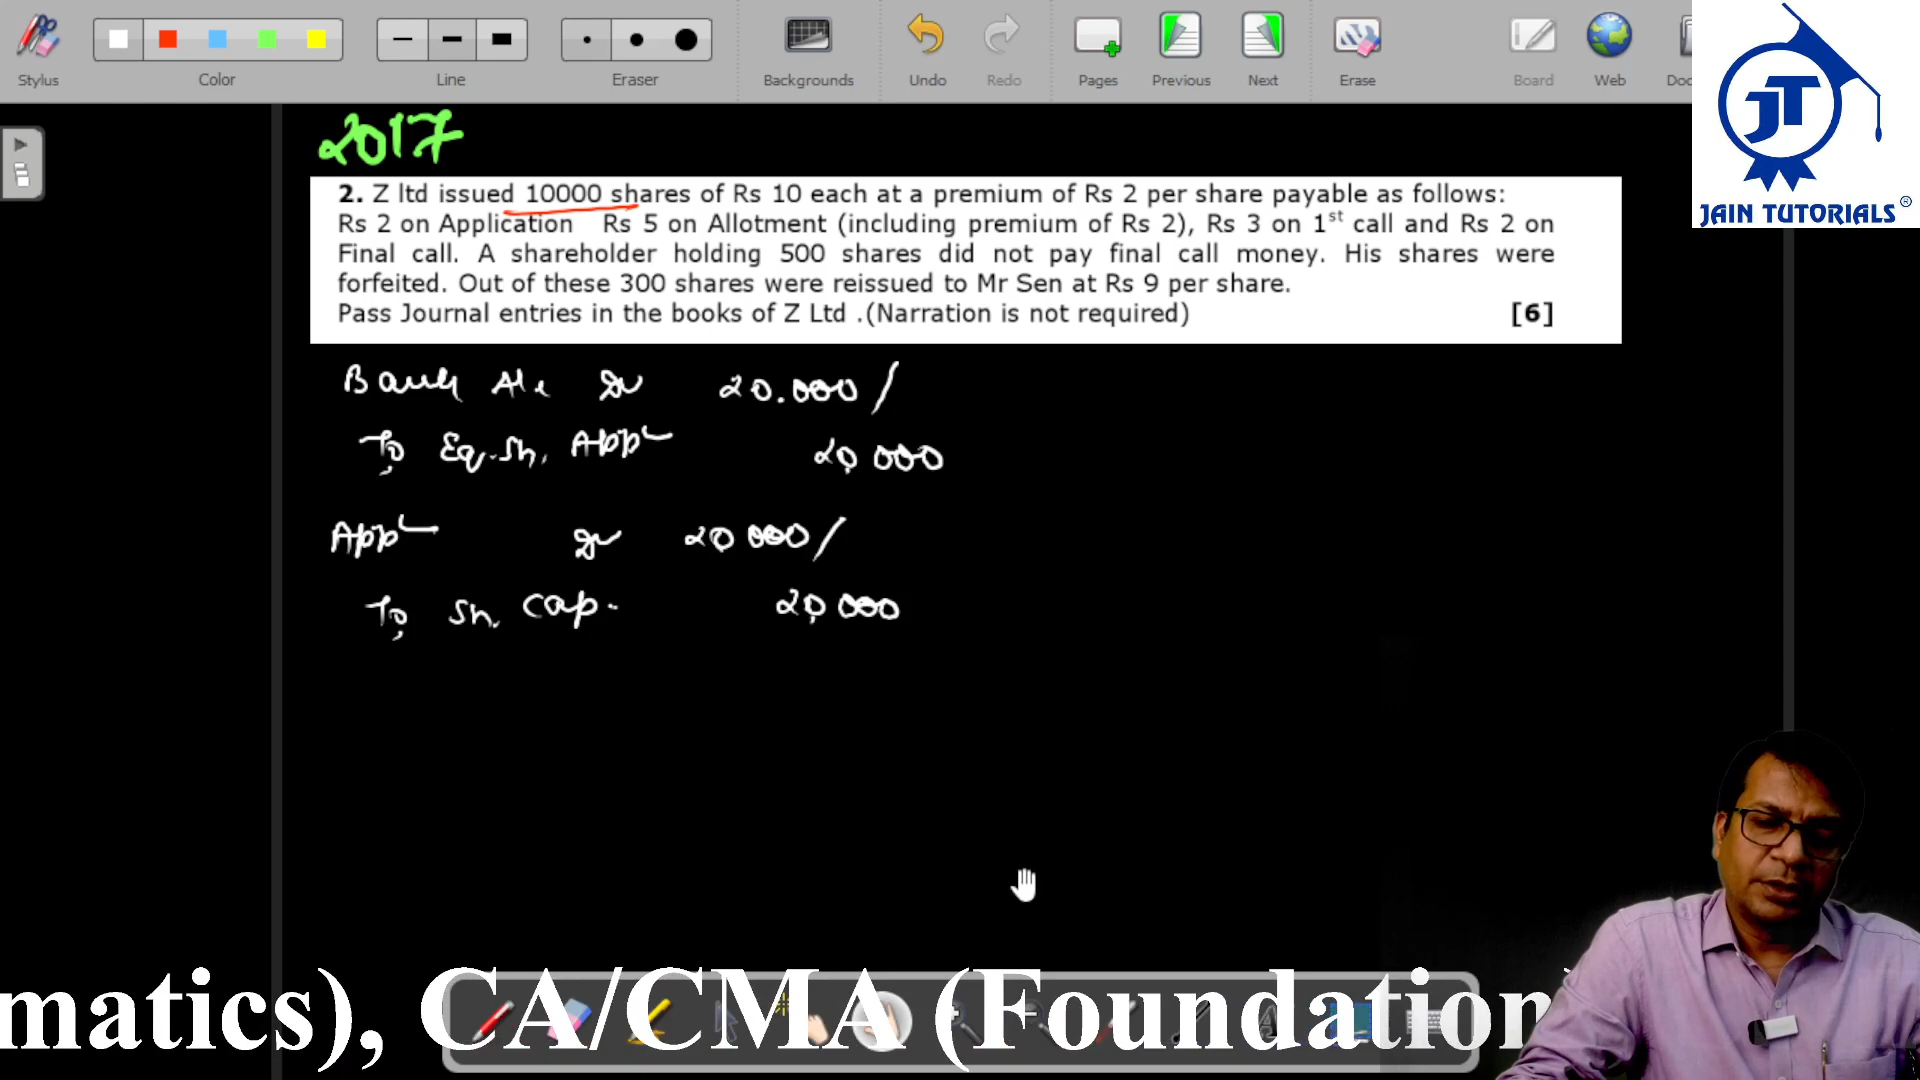 Stylus Color Line Eraser Backgrounds Undo Redo Pages Previous Next Erase Board Web
JT
JAIN TUTORIALS®
2017
2. Z ltd issued 10000 shares of Rs 10 each at a premium of Rs 2 per share payable as follows:
Rs 2 on Application Rs 5 on Allotment (including premium of Rs 2), Rs 3 on 1st call and Rs 2 on
Final call. A shareholder holding 500 shares did not pay final call money. His shares were
forfeited. Out of these 300 shares were reissued to Mr Sen at Rs 9 per share.
Pass Journal entries in the books of Z Ltd .(Narration is not required) [6]
Bank A/c Dr 20.000/
To Eq. Sh. Appl 20,000
Appl Dr 20000/
To Sh. Cap. 20,000
matics), CA/CMA (Foundation